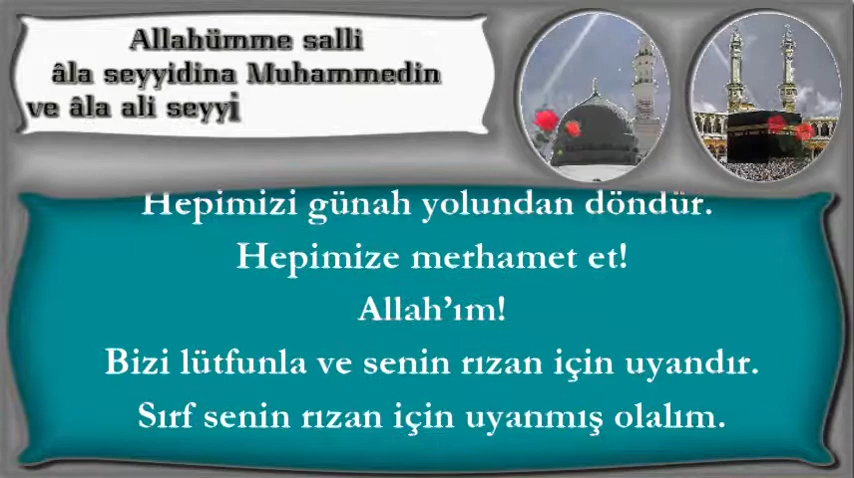 Allahümme salli
âla seyyidina Muhammedin
ve âla ali seyyi
Hepimizi günah yolundan döndür.
Hepimize merhamet et!
Allah’ım!
Bizi lütfunla ve senin rızan için uyandır.
Sırf senin rızan için uyanmış olalım.